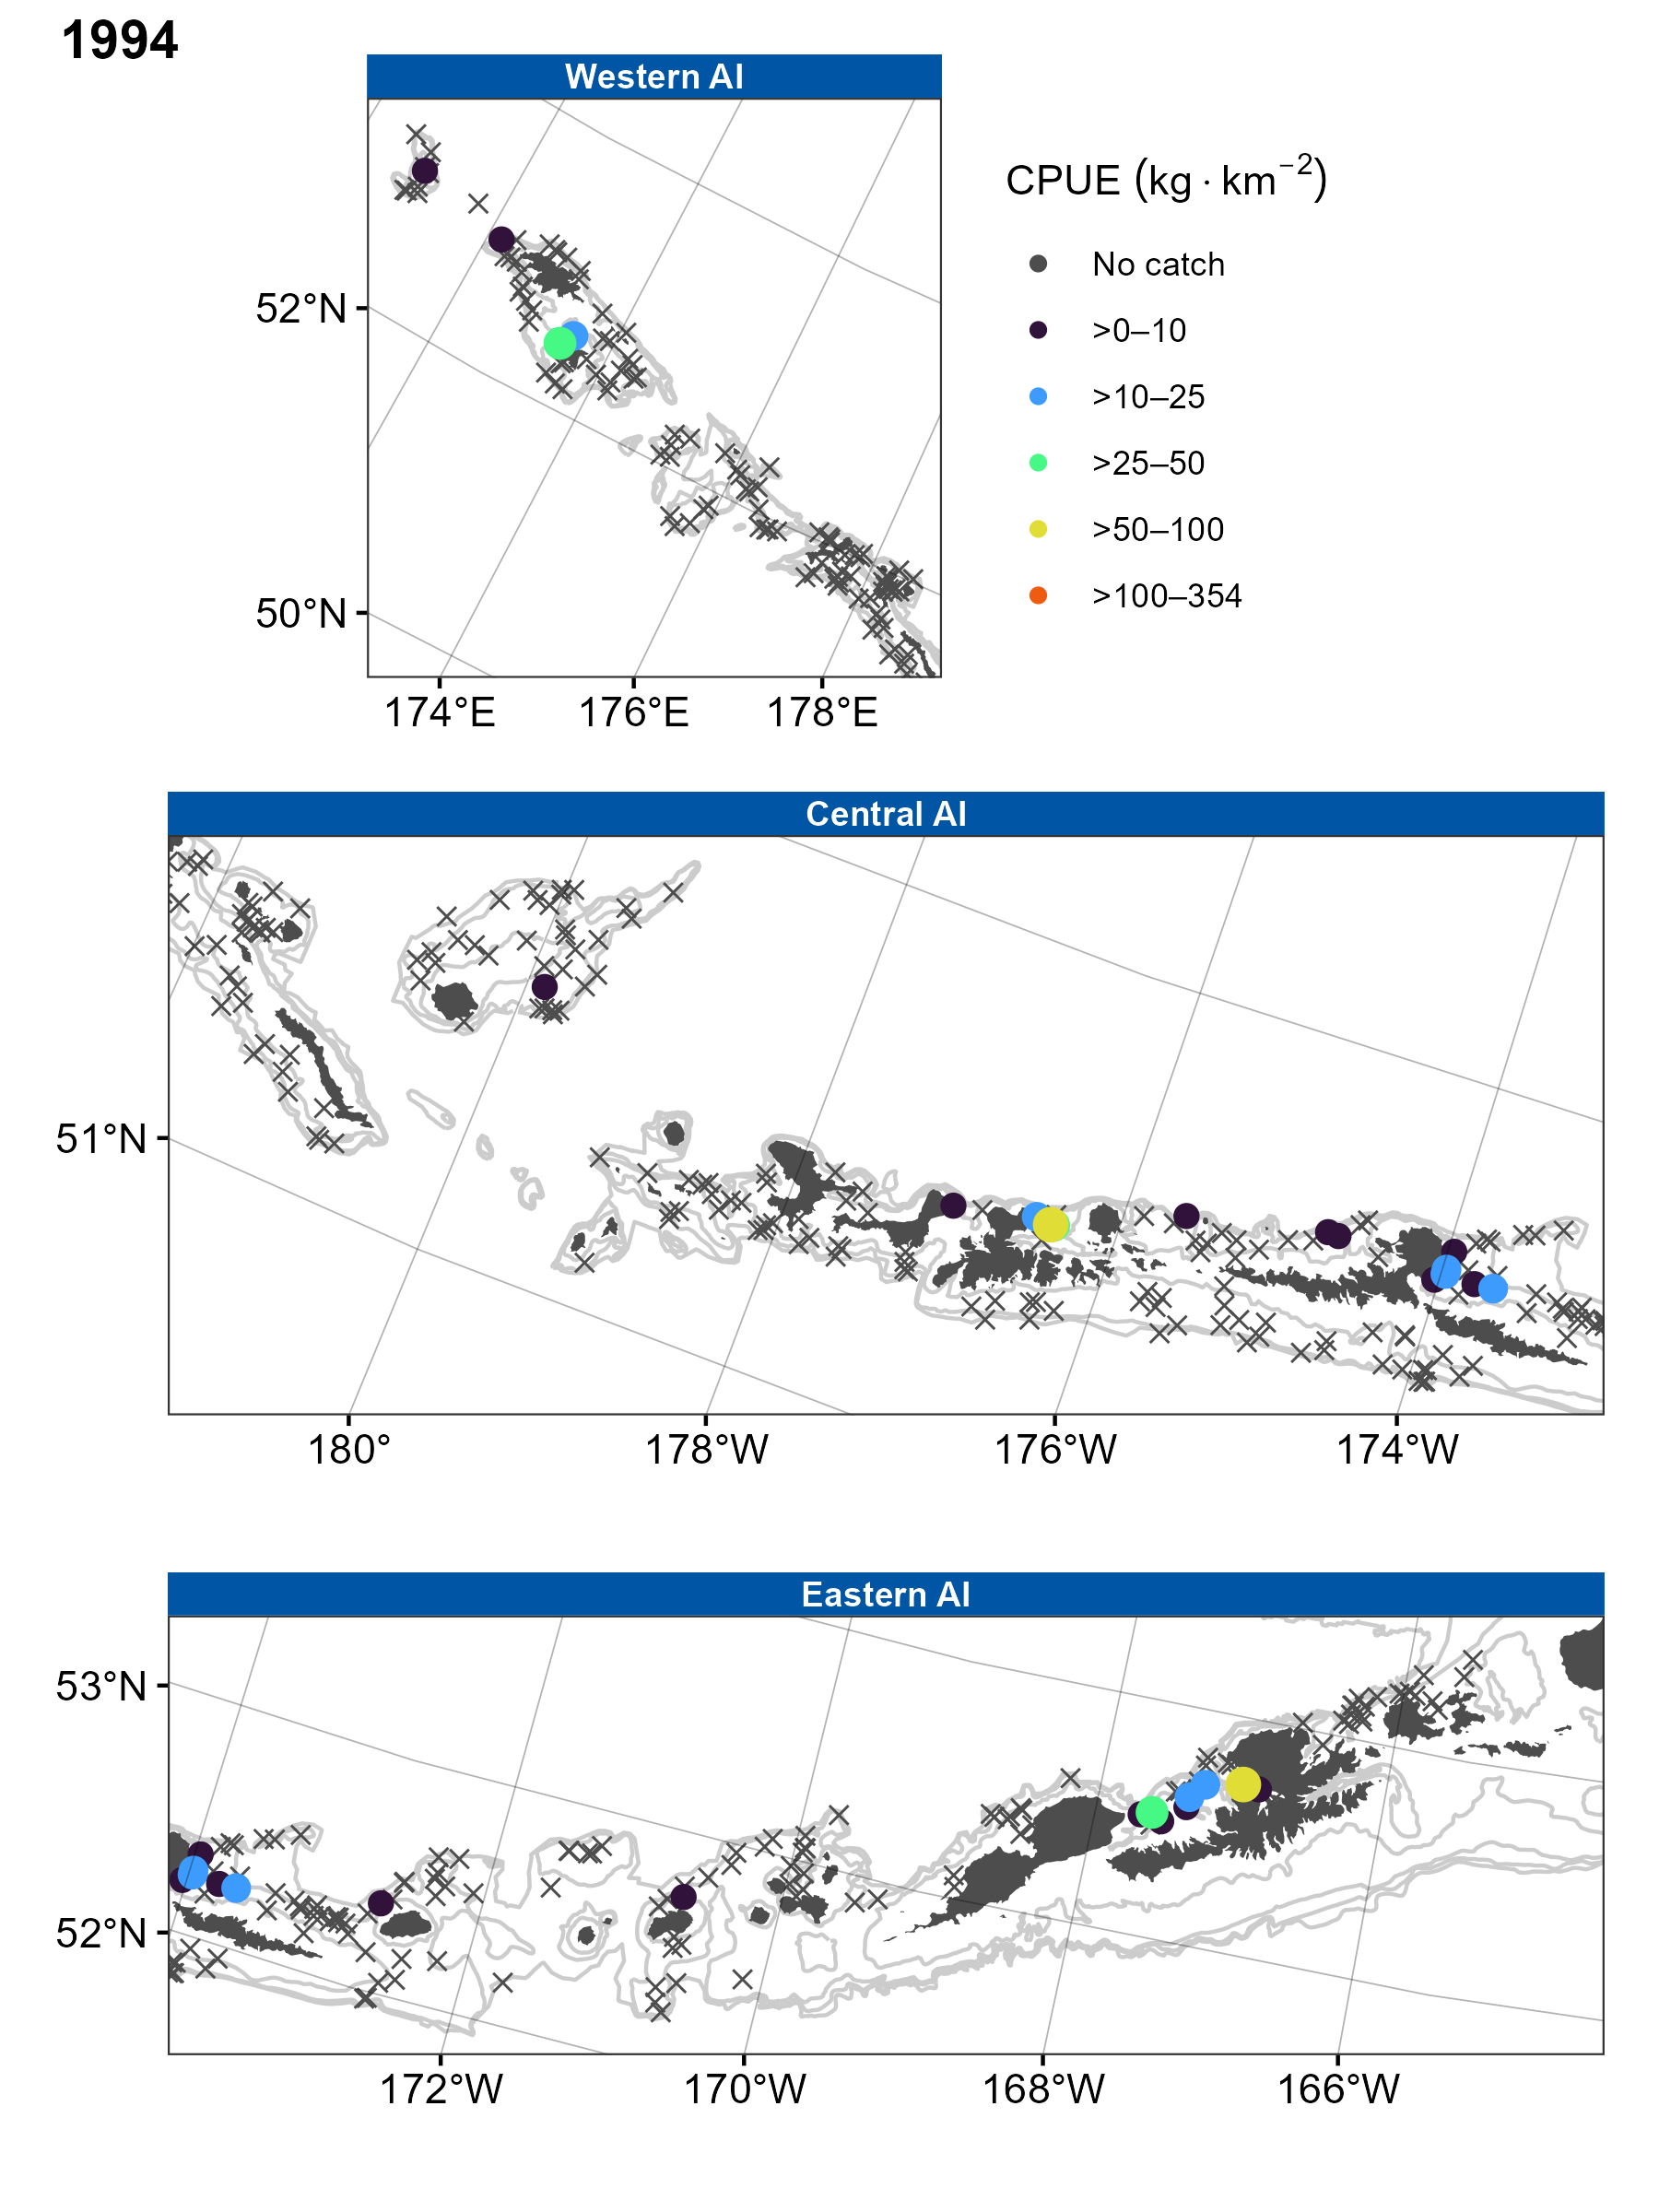 1994
Western AI
52°N
50°N
174°E 176°E 178°E
CPUE (kg · km⁻²)
No catch
>0–10
>10–25
>25–50
>50–100
>100–354
Central AI
51°N
180° 178°W 176°W 174°W
Eastern AI
53°N
52°N
172°W 170°W 168°W 166°W